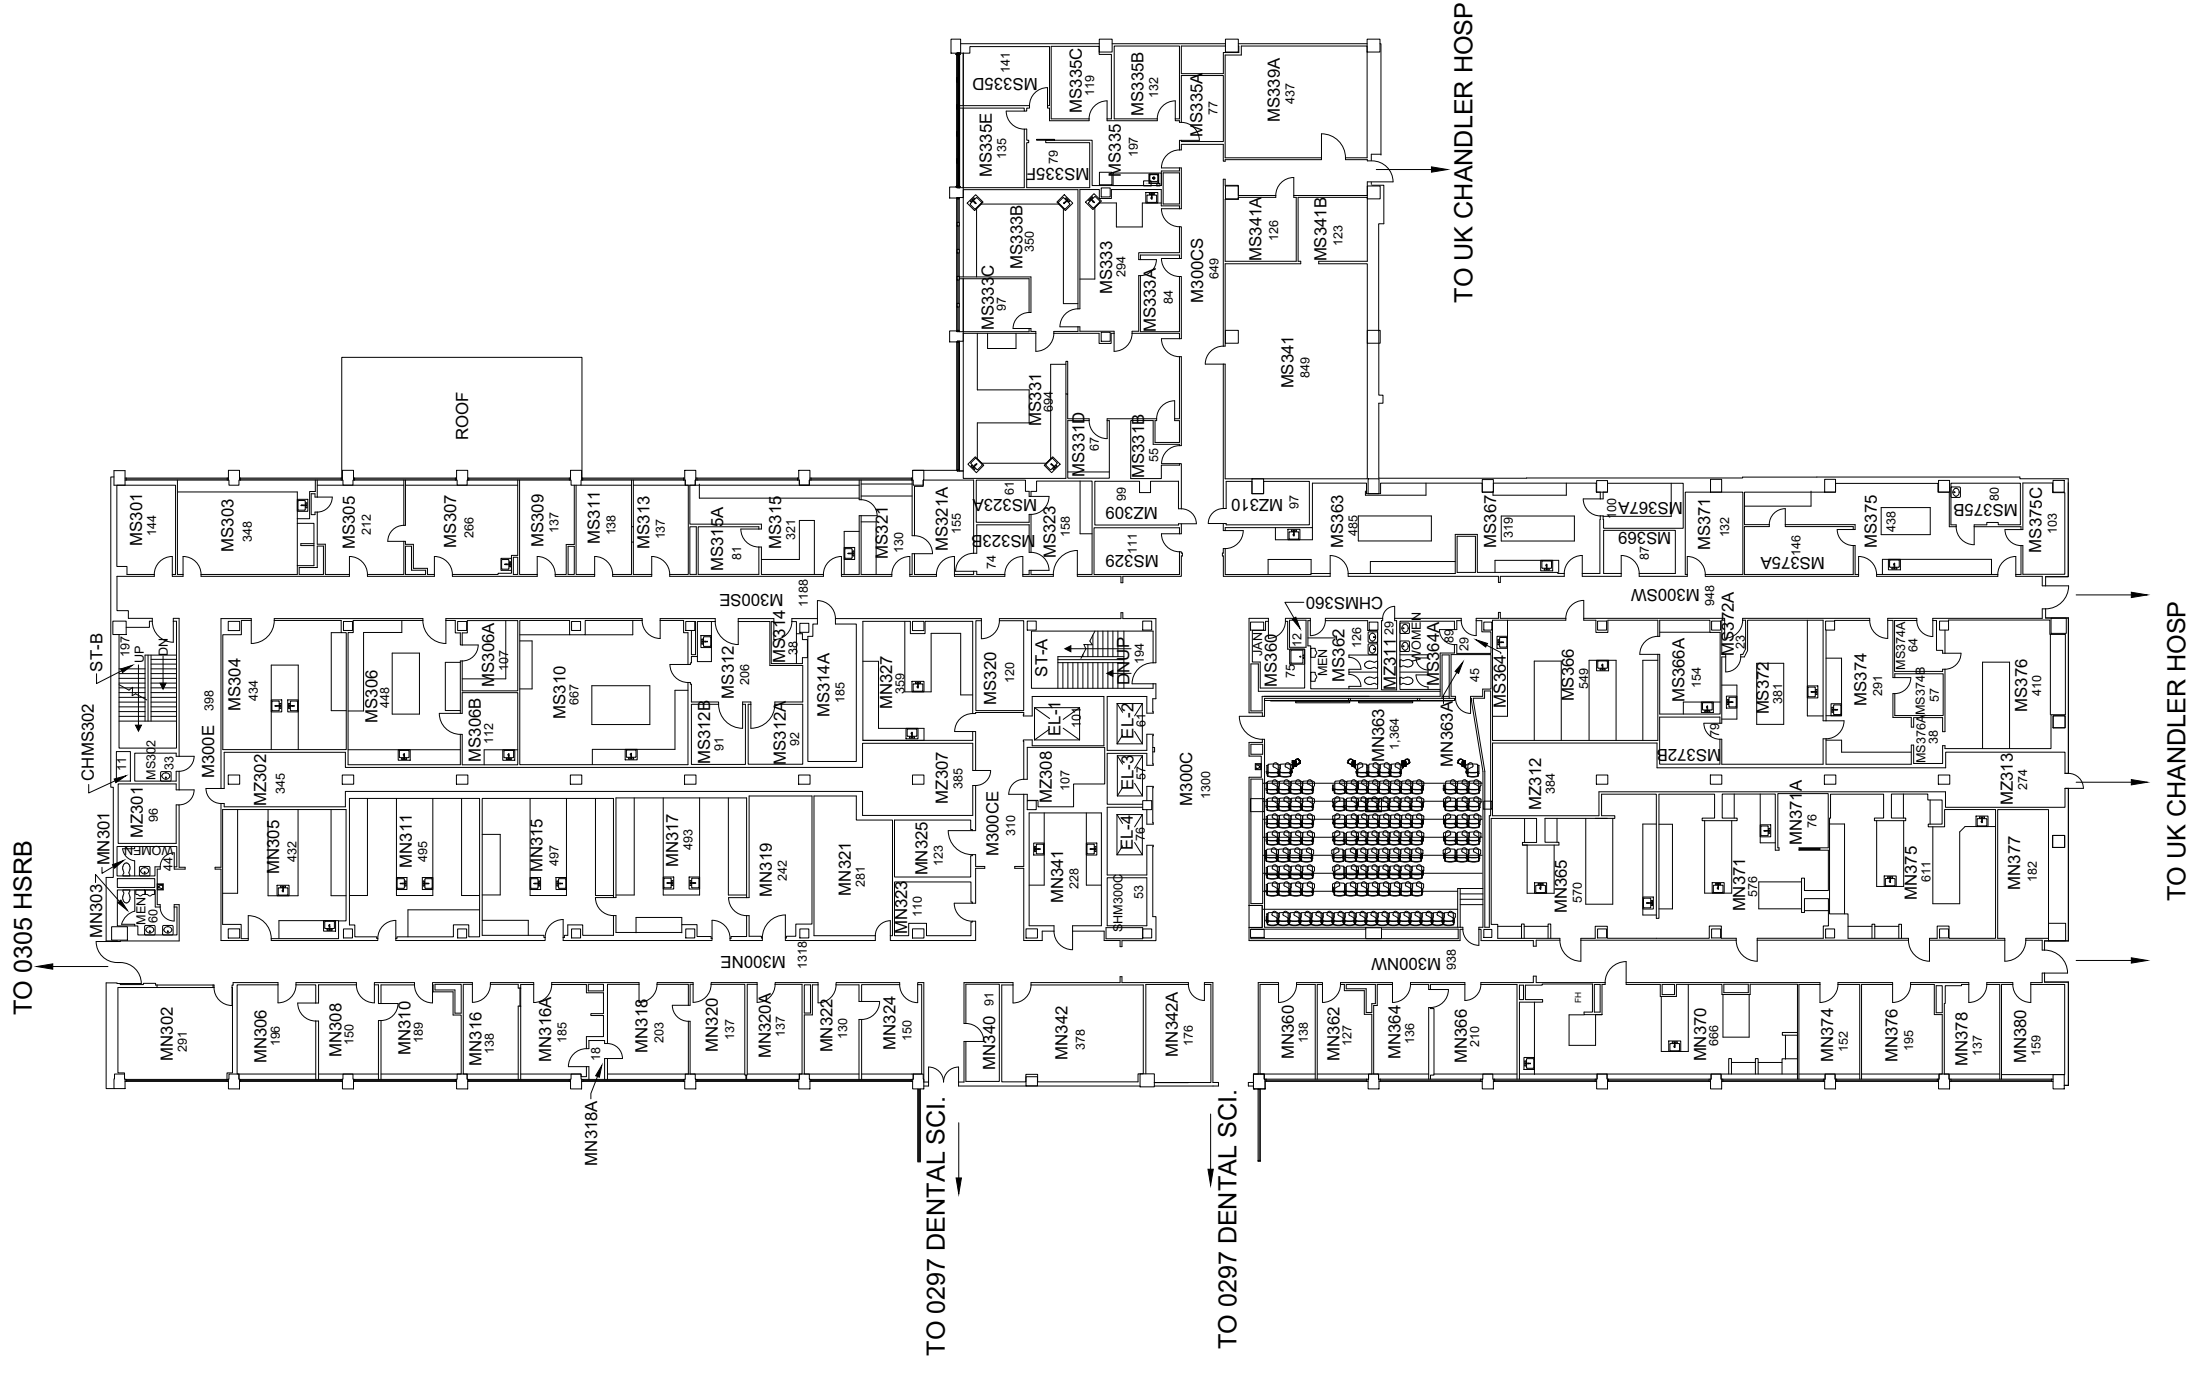 TO UK CHANDLER HOSP
MS335D
141
MS335C
119
MS335B
132
MS335A
77
MS339A
437
MS335E
135
MS335F
79
MS335
197
MS333B
350
MS333C
97
MS333
294
MS333A
84
M300CS
649
MS341A
126
MS341B
123
MS341
849
MS331
694
MS331D
67
MS331B
55
ROOF
CHMS302
ST-B
197
UP
DN
MS301
144
MS303
348
MS305
212
MS307
266
MS309
137
MS311
138
MS313
137
MS315A
81
MS315
321
MS321
130
MS321A
155
MS323A
61
MS323B
74
MS323
158
MZ309
99
MS329
111
MZ310
97
MS363
485
MS367
319
MS367A
100
MS369
87
MS371
132
MS375A
146
MS375
438
MS375B
80
MS375C
103
M300SE
1188
M300SW
948
M300E
398
MS304
434
MS306
448
MS306A
107
MS306B
112
MS310
667
MS312
206
MS312B
91
MS312A
92
MS314
38
MS314A
185
MN327
359
MS320
120
ST-A
DN
UP
194
CHMS360
JAN
MS360
75
12
MEN
MS362
126
MZ311
29
WOMEN
MS364A
89
29
MS364
45
MS366
549
MS366A
154
MS372A
23
MS372
381
MS372B
79
MS374
291
MS374A
64
MS374B
57
MS376A
38
MS376
410
11
MS302
33
MZ301
96
MZ302
345
MZ307
385
M300CE
310
MZ308
107
EL-1
101
EL-2
61
EL-3
57
EL-4
76
M300C
1300
MN363
1,364
MN363A
MZ312
384
MZ313
274
MN301
WOMEN
44
MN303
MEN
60
MN305
432
MN311
495
MN315
497
MN317
493
MN319
242
MN321
281
MN325
123
MN323
110
MN341
228
SHM300C
53
MN365
570
MN371
576
MN371A
76
MN375
611
MN377
182
TO 0305 HSRB
M300NE
1318
M300NW
938
MN302
291
MN306
196
MN308
150
MN310
189
MN316
138
MN316A
185
18
MN318A
MN318
203
MN320
137
MN320A
137
MN322
130
MN324
150
MN340
91
MN342
378
MN342A
176
MN360
138
MN362
127
MN364
136
MN366
210
FH
MN370
666
MN374
152
MN376
195
MN378
137
MN380
159
TO 0297 DENTAL SCI.
TO 0297 DENTAL SCI.
TO UK CHANDLER HOSP